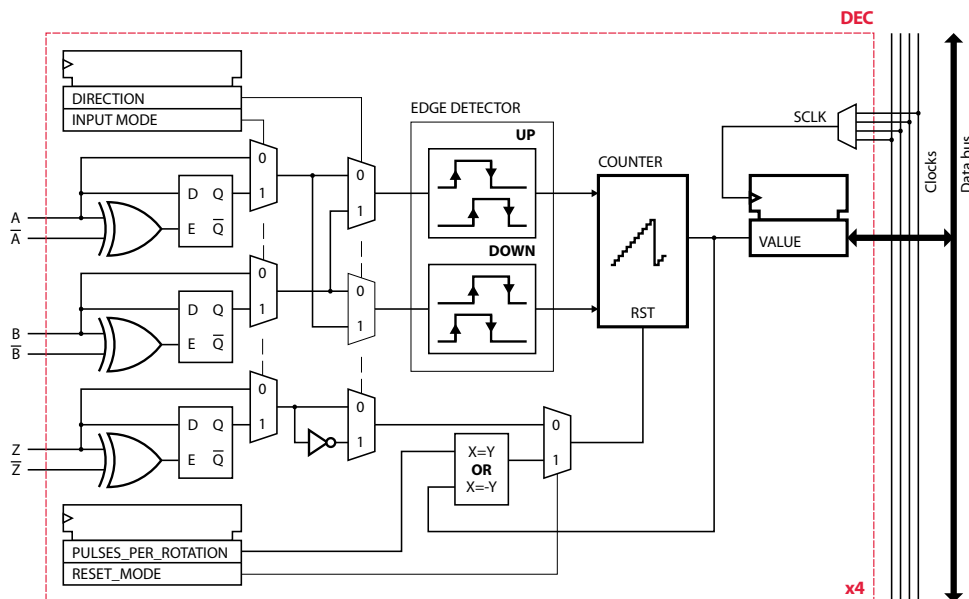 DEC
DIRECTION
INPUT MODE
EDGE DETECTOR
UP
SCLK
COUNTER
Clocks
Data bus
0
1
D Q
E Q̅
A
A̅
0
1
VALUE
DOWN
0
1
D Q
E Q̅
B
B̅
0
1
RST
0
1
D Q
E Q̅
Z
Z̅
0
1
0
1
X=Y
OR
X=-Y
PULSES_PER_ROTATION
RESET_MODE
x4